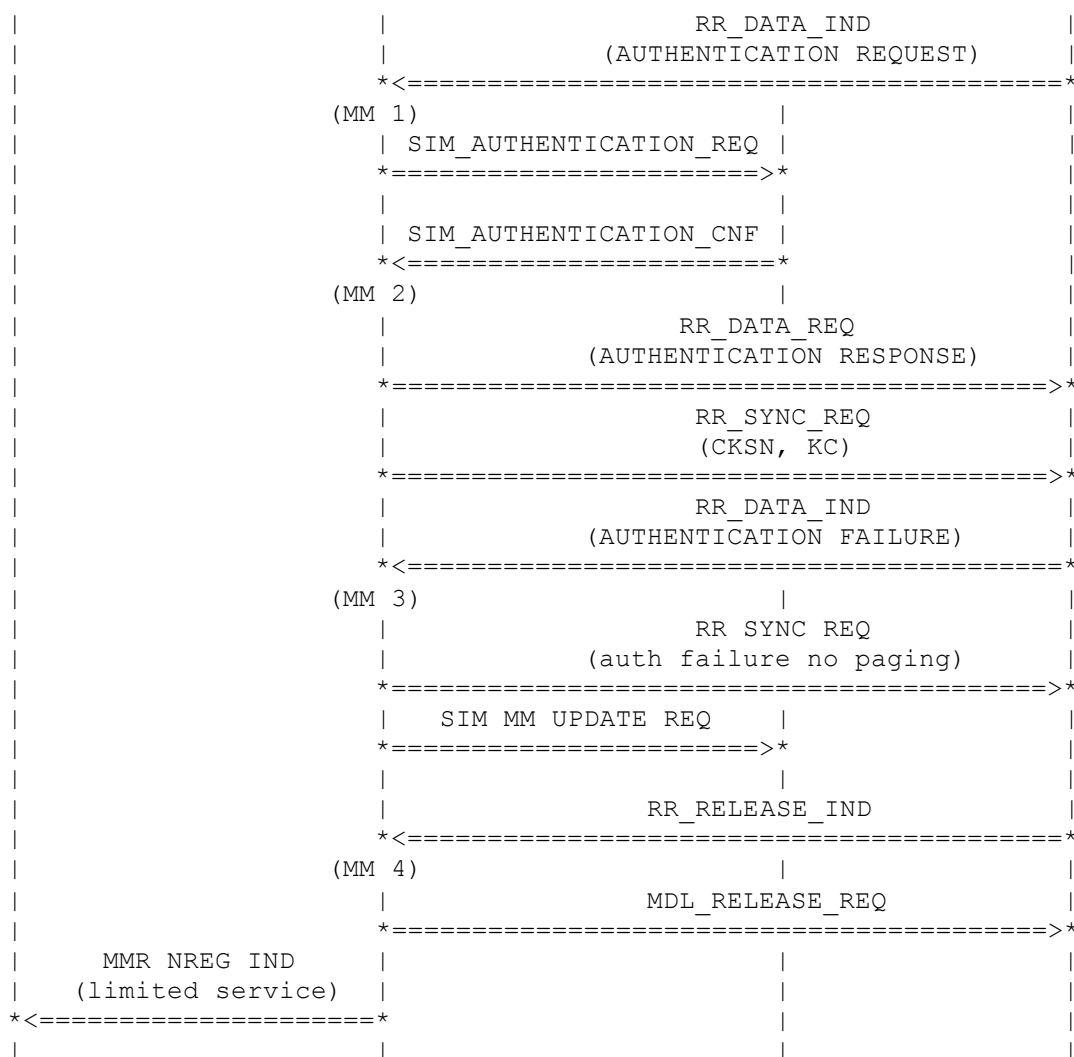 RR_DATA_IND
(AUTHENTICATION REQUEST)
(MM 1)
SIM_AUTHENTICATION_REQ
SIM_AUTHENTICATION_CNF
(MM 2)
RR_DATA_REQ
(AUTHENTICATION RESPONSE)
RR_SYNC_REQ
(CKSN, KC)
RR_DATA_IND
(AUTHENTICATION FAILURE)
(MM 3)
RR SYNC REQ
(auth failure no paging)
SIM MM UPDATE REQ
RR_RELEASE_IND
(MM 4)
MDL_RELEASE_REQ
MMR NREG IND
(limited service)